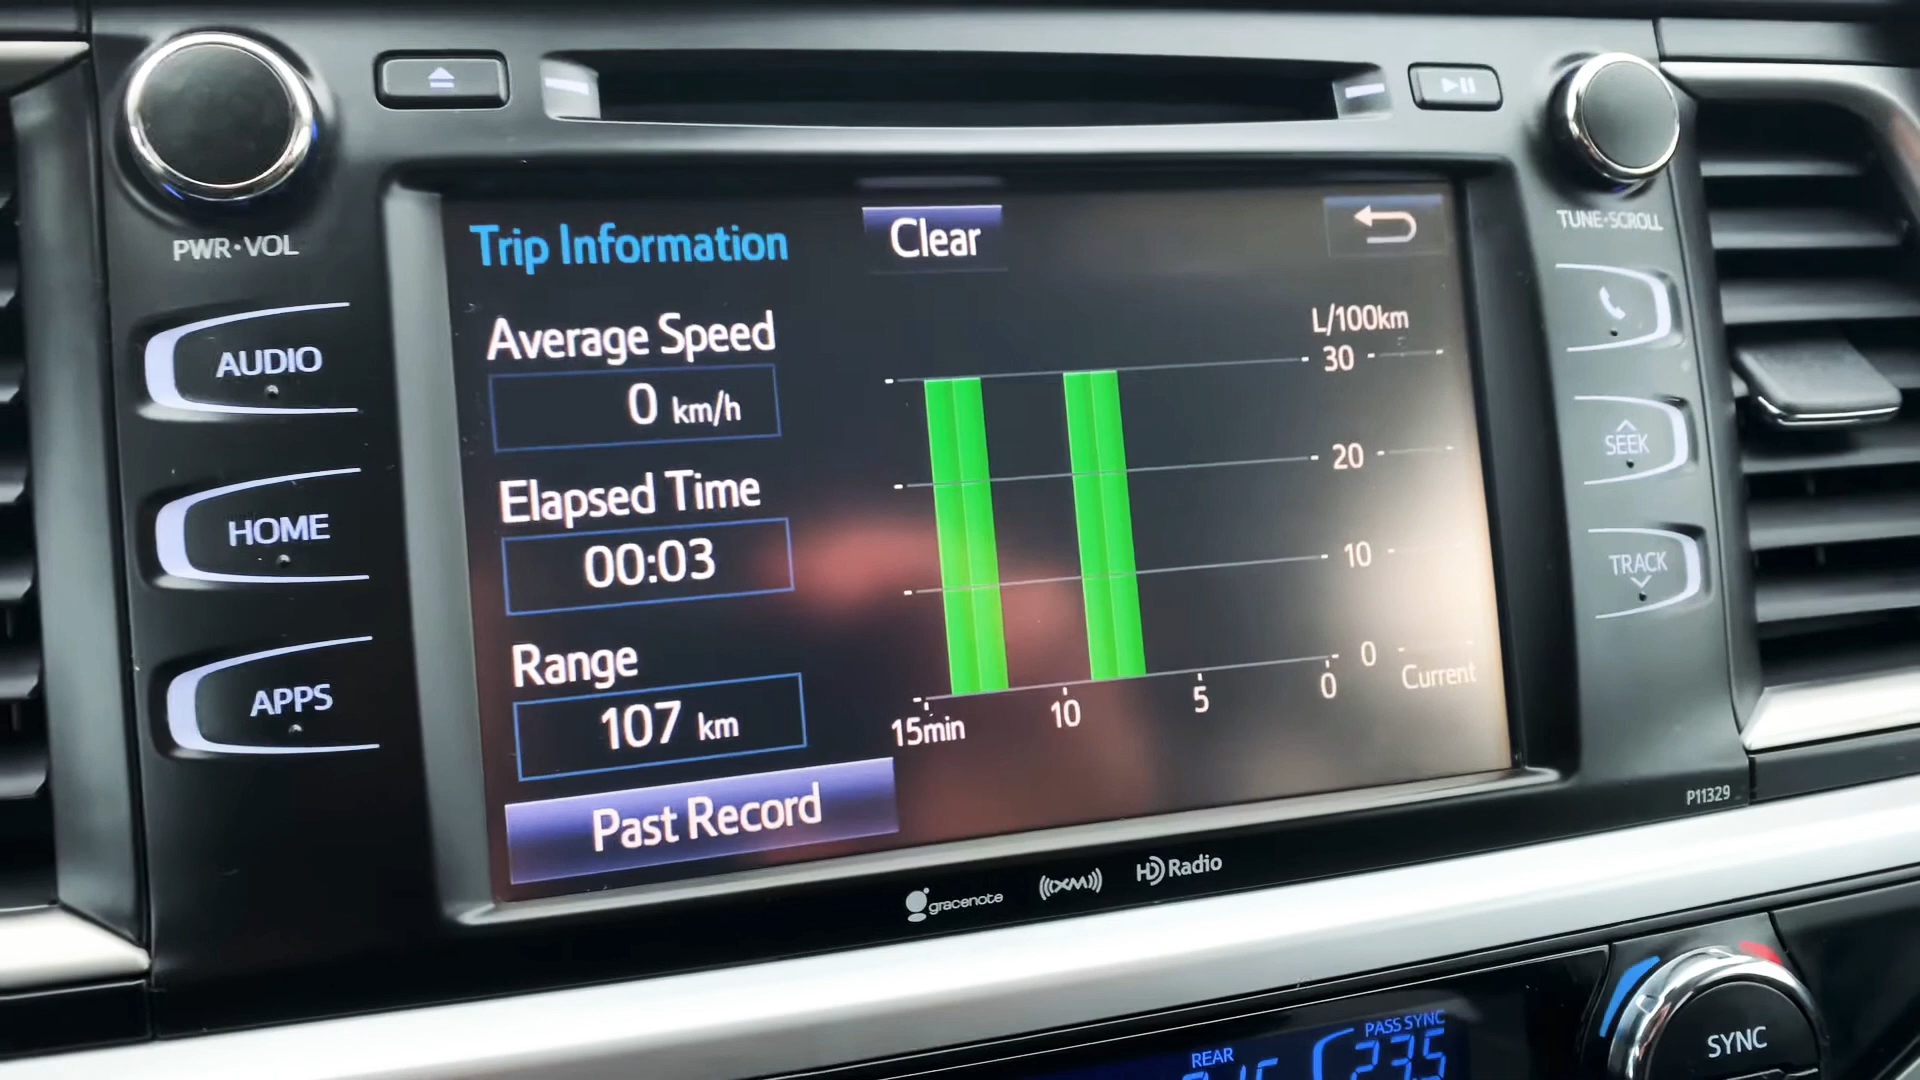 PWR•VOL
AUDIO
HOME
APPS
Trip Information
Clear
Average Speed
0 km/h
Elapsed Time
00:03
Range
107 km
Past Record
L/100km
30
20
10
0
15min
10
5
0
Current
TUNE•SCROLL
SEEK
TRACK
P11329
gracenote
((XM))
HD Radio
PASS SYNC
REAR
23.5
SYNC